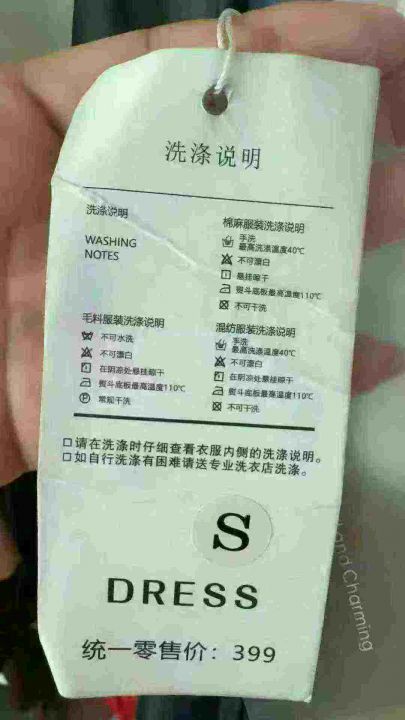 洗涤说明
洗涤说明
WASHING
NOTES
棉麻服装洗涤说明
手洗
最高洗涤温度40℃
不可漂白
悬挂晾干
熨斗底板最高温度110℃
不可干洗
毛料服装洗涤说明
不可水洗
不可漂白
在阴凉处悬挂晾干
熨斗底板最高温度110℃
常规干洗
混纺服装洗涤说明
手洗
最高洗涤温度40℃
不可漂白
在阴凉处悬挂晾干
熨斗底板最高温度110℃
不可干洗
口请在洗涤时仔细查看衣服内侧的洗涤说明。
口如自行洗涤有困难请送专业洗衣店洗涤。
S
DRESS
统一零售价：399
and Charming